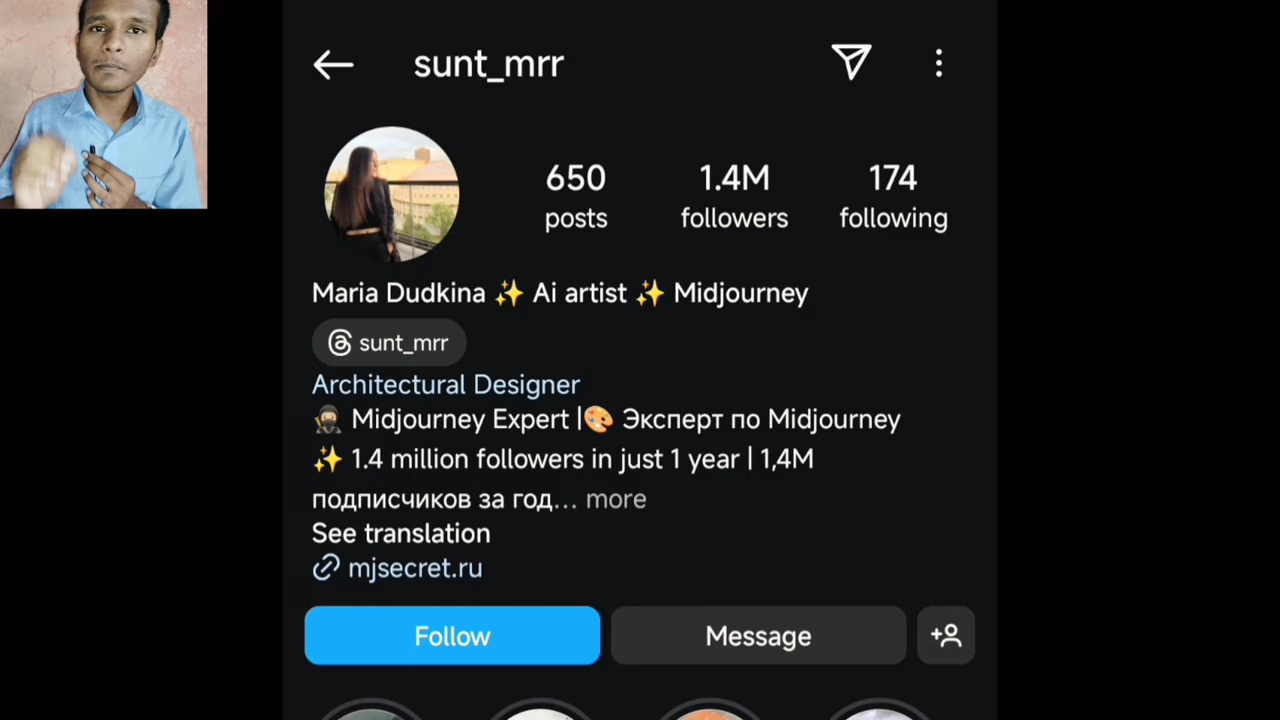 sunt_mrr
650 1.4M 174
posts followers following
Maria Dudkina ✨ Ai artist ✨ Midjourney
sunt_mrr
Architectural Designer
🥷 Midjourney Expert |🎨 Эксперт по Midjourney
✨ 1.4 million followers in just 1 year | 1,4M
подписчиков за год... more
See translation
mjsecret.ru
Follow Message